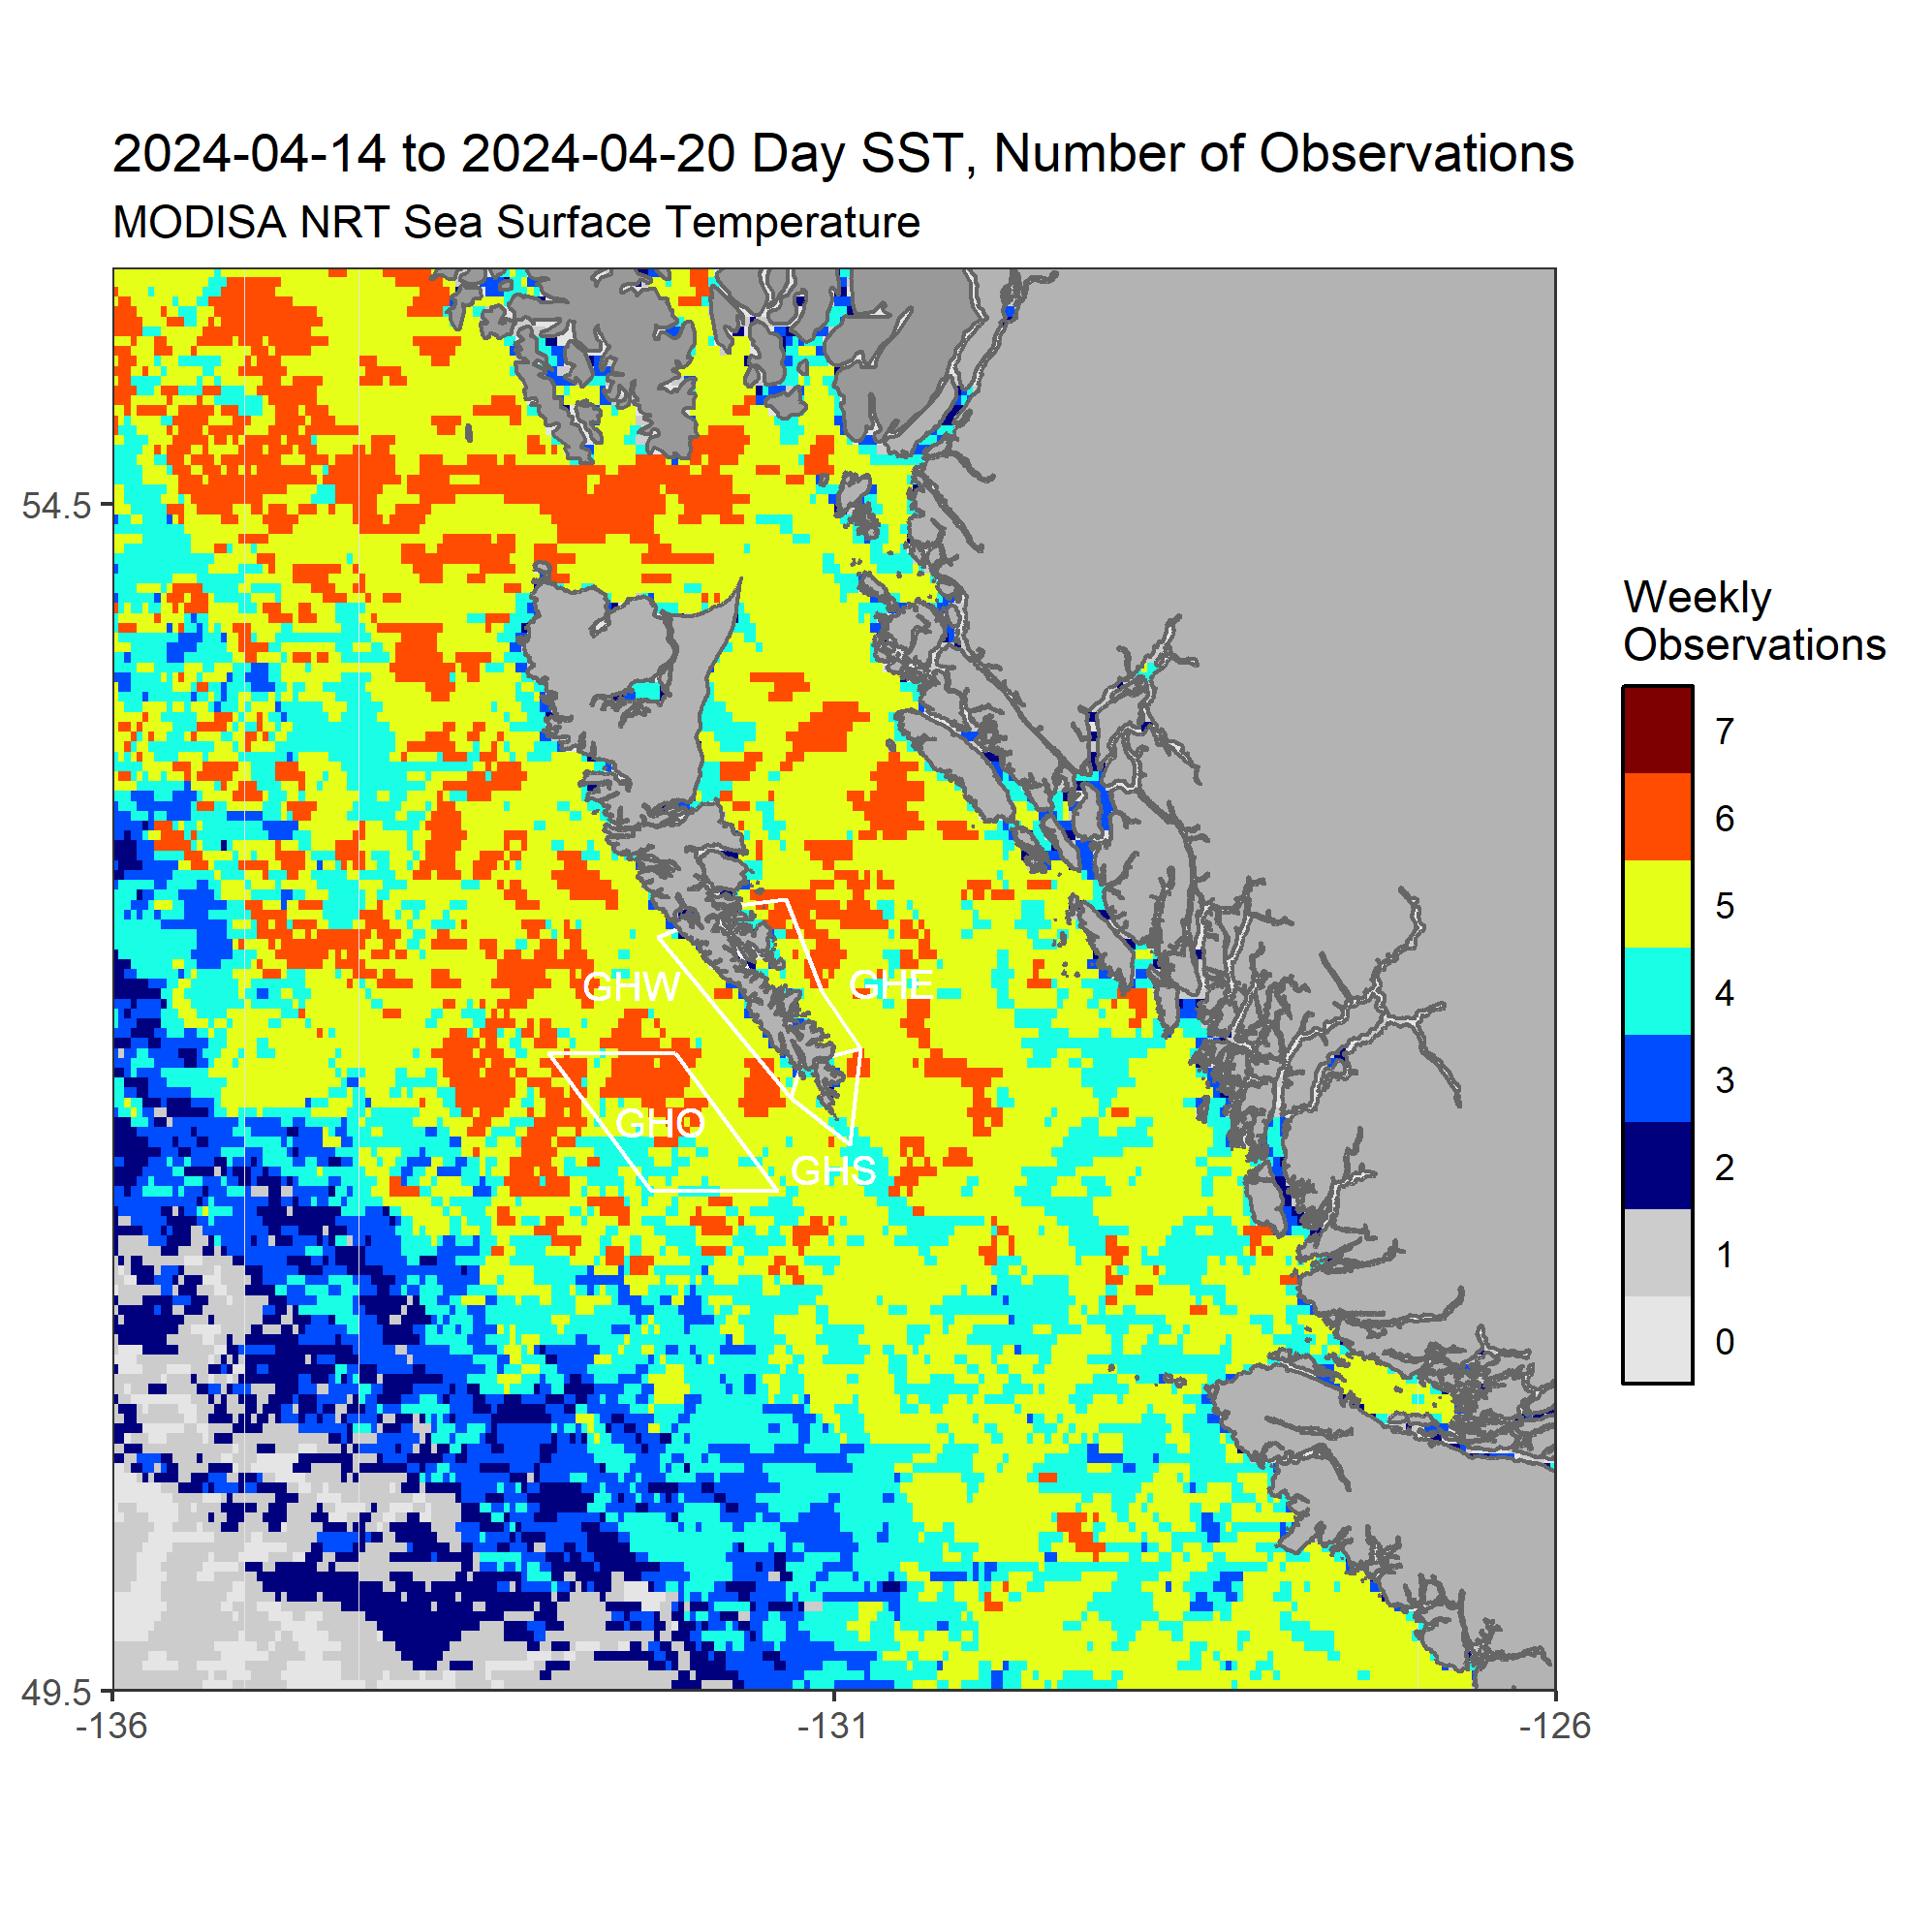 2024-04-14 to 2024-04-20 Day SST, Number of Observations
MODISA NRT Sea Surface Temperature
54.5
49.5
-136
-131
-126
GHW
GHE
GHO
GHS
Weekly
Observations
7
6
5
4
3
2
1
0